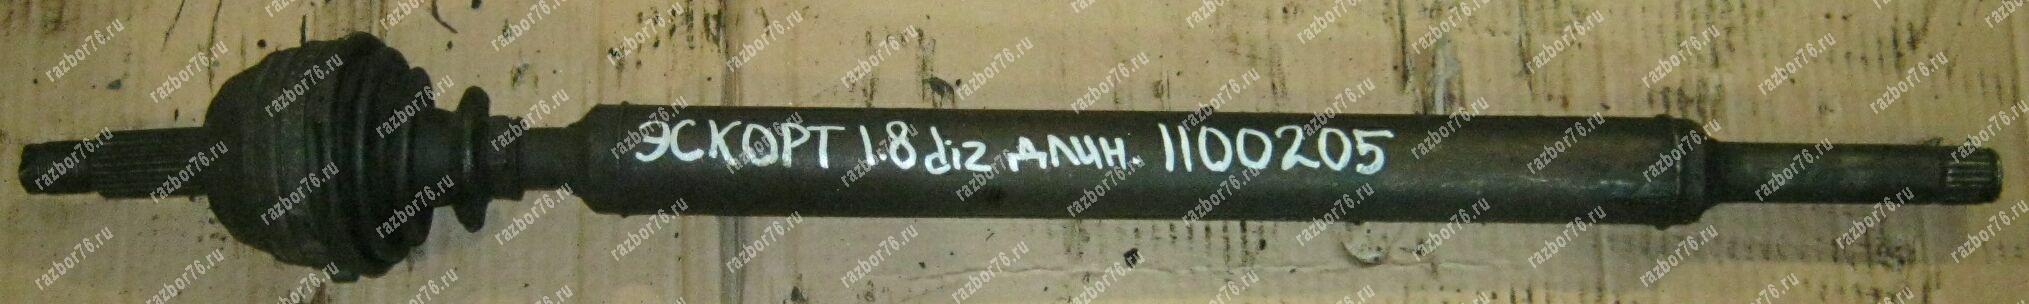 ЭСКОРТ 1.8 diz длин. 1100205
razbor76.ru